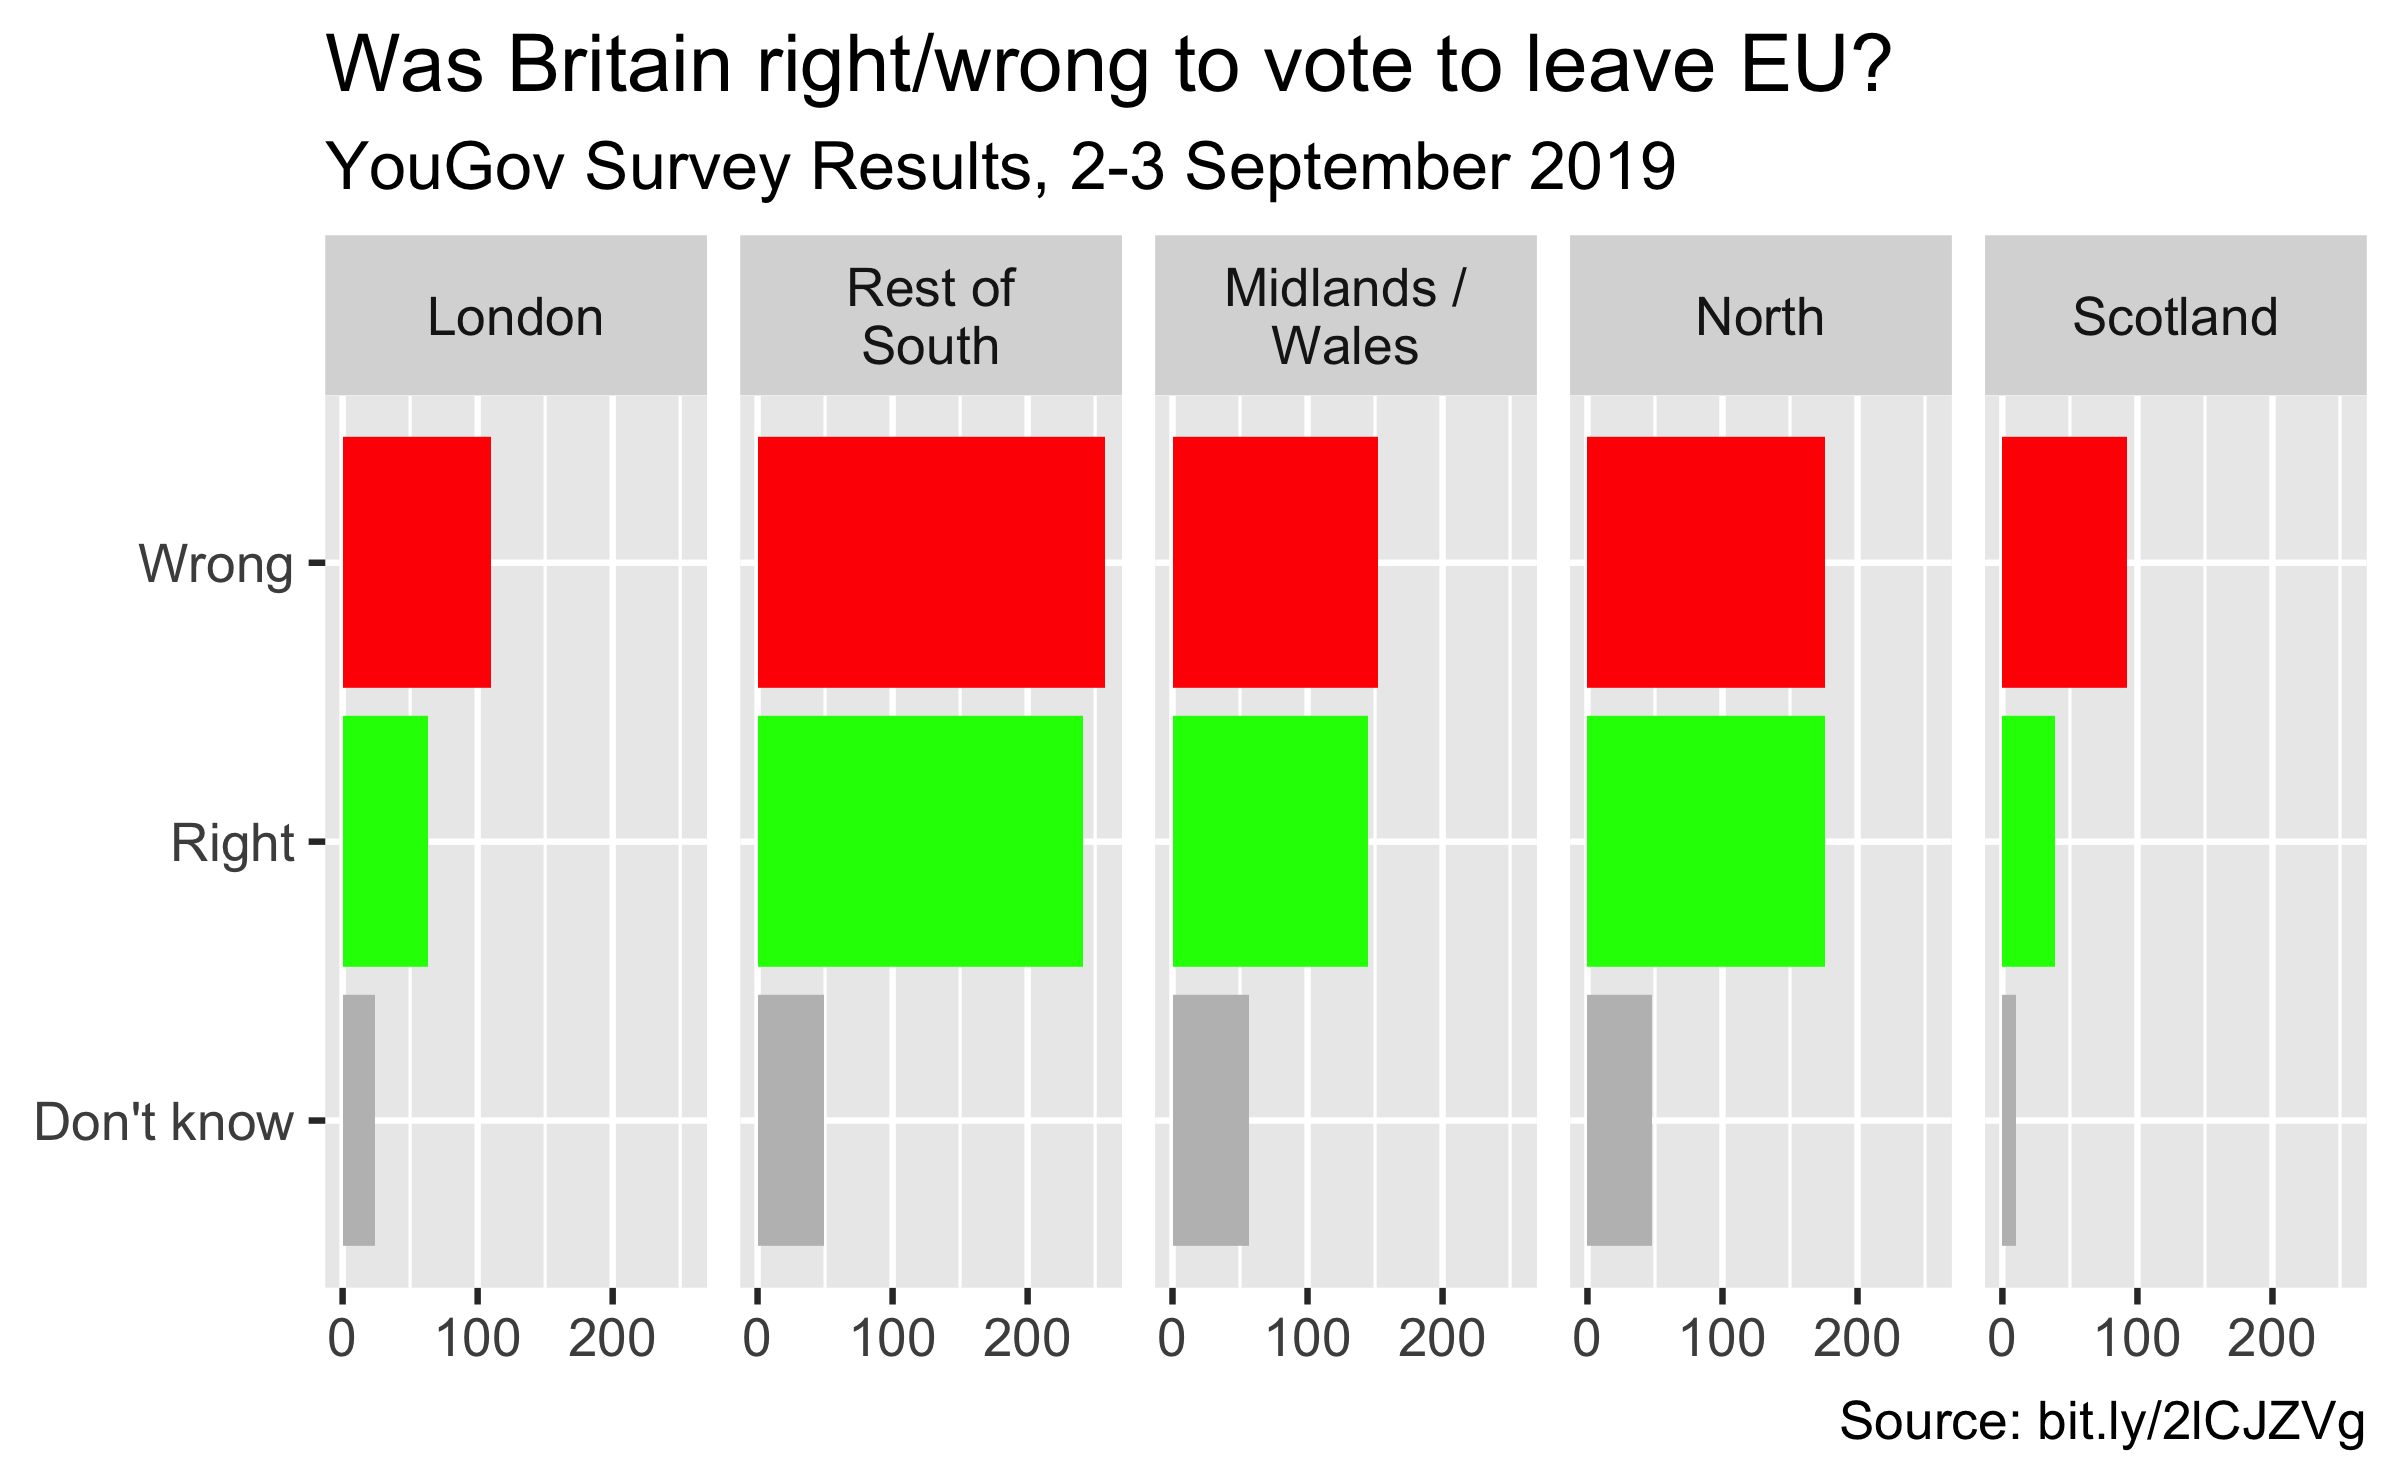 Was Britain right/wrong to vote to leave EU?
YouGov Survey Results, 2-3 September 2019
London
Rest of
South
Midlands /
Wales
North
Scotland
Wrong
Right
Don't know
0 100 200
0 100 200
0 100 200
0 100 200
0 100 200
Source: bit.ly/2lCJZVg